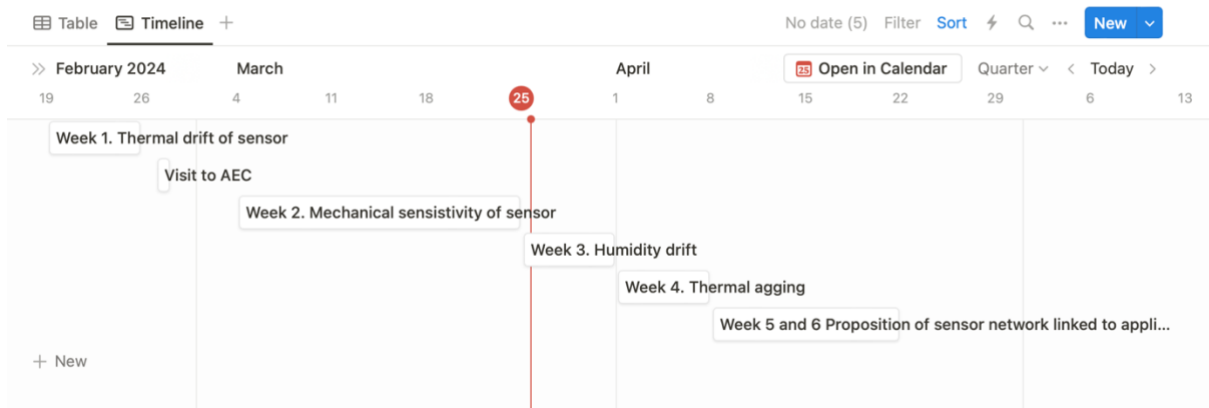 Table Timeline No date (5) Filter Sort New
February 2024 March April 25 Open in Calendar Quarter Today
19 26 4 11 18 25 1 8 15 22 29 6 13
Week 1. Thermal drift of sensor
Visit to AEC
Week 2. Mechanical sensistivity of sensor
Week 3. Humidity drift
Week 4. Thermal agging
Week 5 and 6 Proposition of sensor network linked to appli...
New